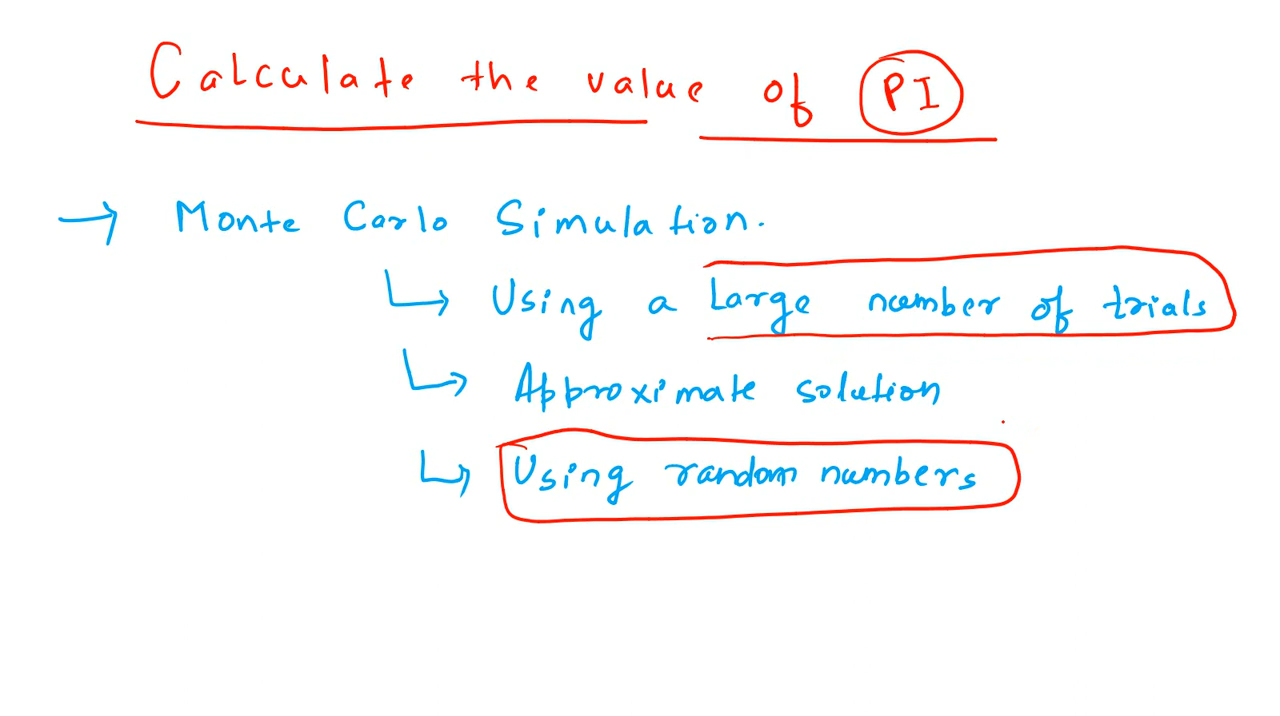 Calculate the value of PI
→ Monte Carlo Simulation.
↳ Using a Large number of trials
↳ Approximate solution
↳ Using random numbers